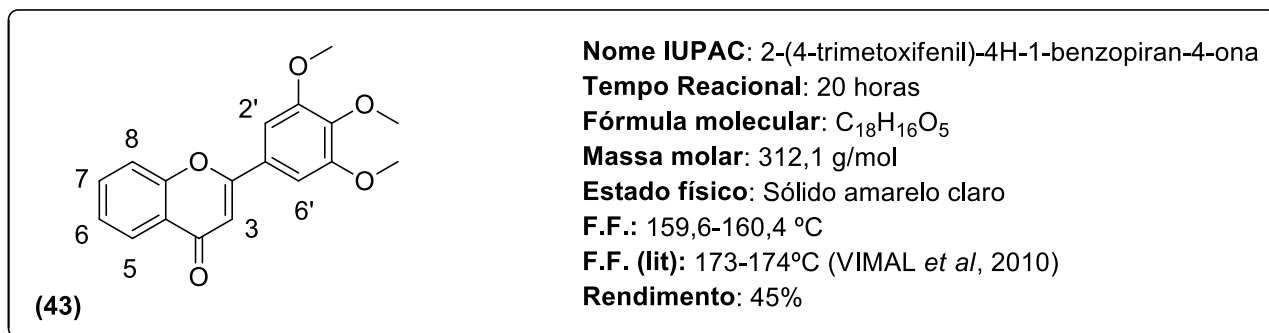 O
O
O
O
O
2'
8
7
6
5
3
6'
(43)
Nome IUPAC: 2-(4-trimetoxifenil)-4H-1-benzopiran-4-ona
Tempo Reacional: 20 horas
Fórmula molecular: C₁₈H₁₆O₅
Massa molar: 312,1 g/mol
Estado físico: Sólido amarelo claro
F.F.: 159,6-160,4 ºC
F.F. (lit): 173-174ºC (VIMAL et al, 2010)
Rendimento: 45%